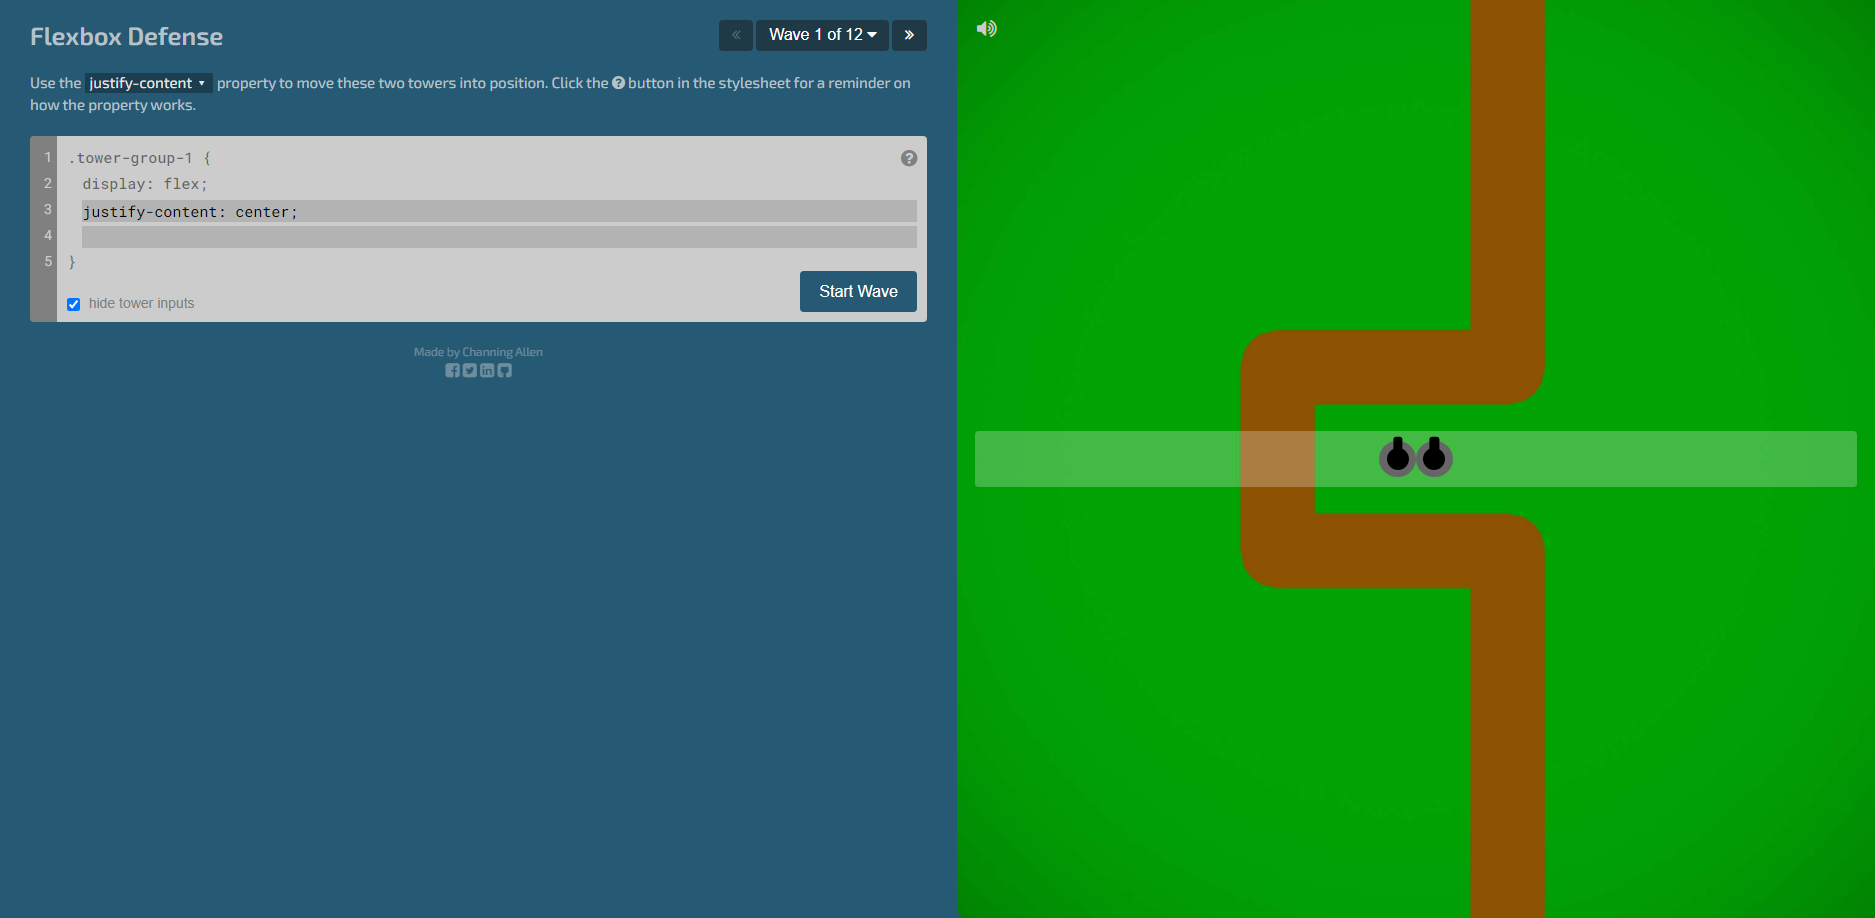 Flexbox Defense
« Wave 1 of 12 »
Use the justify-content property to move these two towers into position. Click the ? button in the stylesheet for a reminder on
how the property works.
1 .tower-group-1 { ?
2 display: flex;
3 justify-content: center;
4
5 }
hide tower inputs
Start Wave
Made by Channing Allen